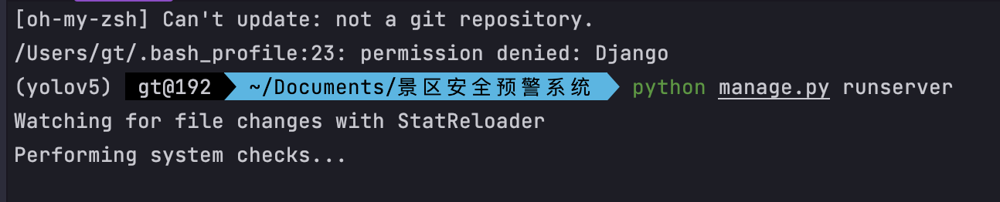 [oh-my-zsh] Can't update: not a git repository.
/Users/gt/.bash_profile:23: permission denied: Django
(yolov5) gt@192 ~/Documents/景区安全预警系统 python manage.py runserver
Watching for file changes with StatReloader
Performing system checks...